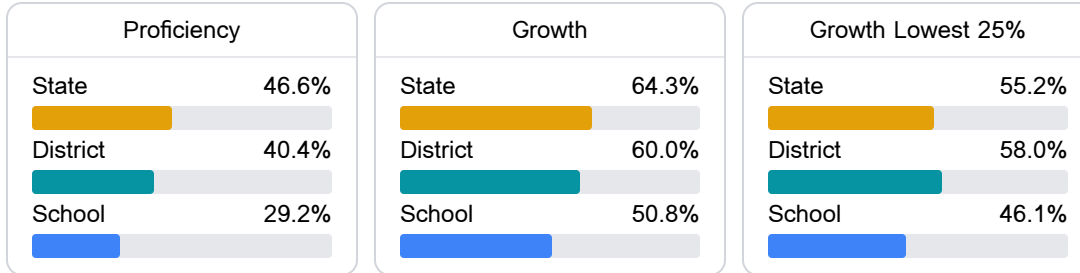 Proficiency
State 46.6%
District 40.4%
School 29.2%
Growth
State 64.3%
District 60.0%
School 50.8%
Growth Lowest 25%
State 55.2%
District 58.0%
School 46.1%